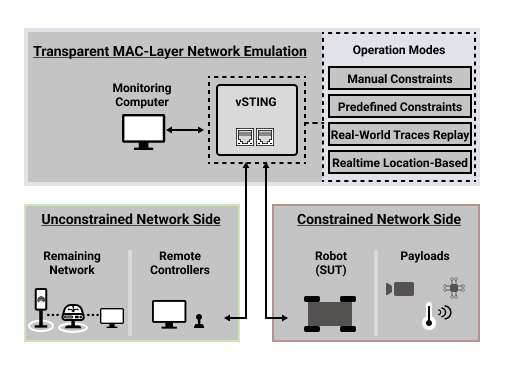 Transparent MAC-Layer Network Emulation
Operation Modes
Manual Constraints
Predefined Constraints
Real-World Traces Replay
Realtime Location-Based
Monitoring
Computer
vSTING
Unconstrained Network Side
Remaining
Network
Remote
Controllers
Constrained Network Side
Robot
(SUT)
Payloads